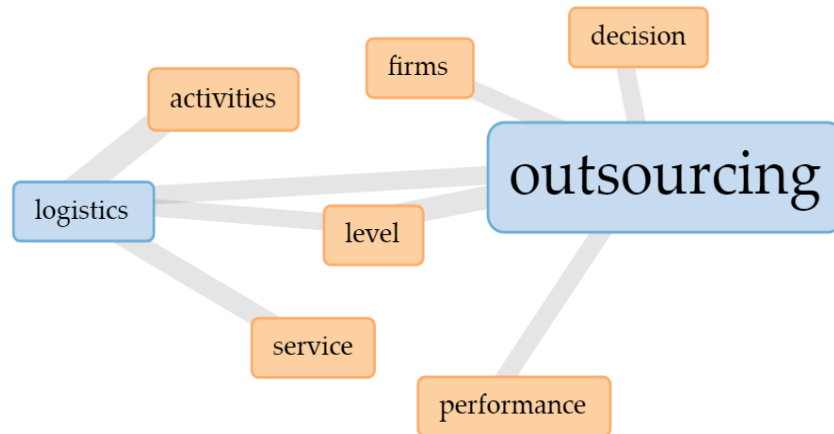 decision
firms
activities
outsourcing
logistics
level
service
performance